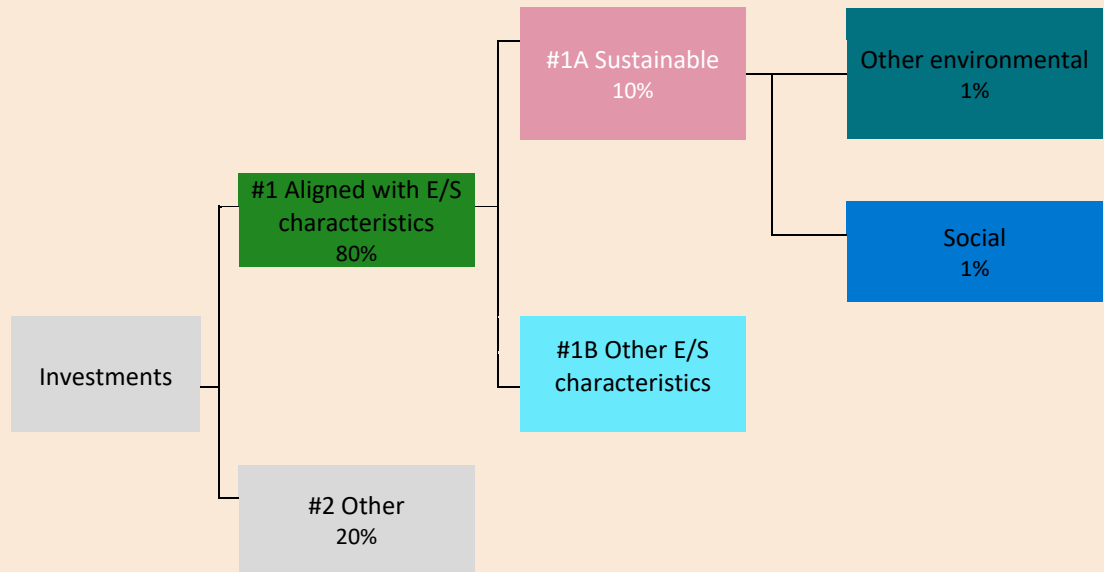 Investments
#1 Aligned with E/S
characteristics
80%
#2 Other
20%
#1A Sustainable
10%
#1B Other E/S
characteristics
Other environmental
1%
Social
1%